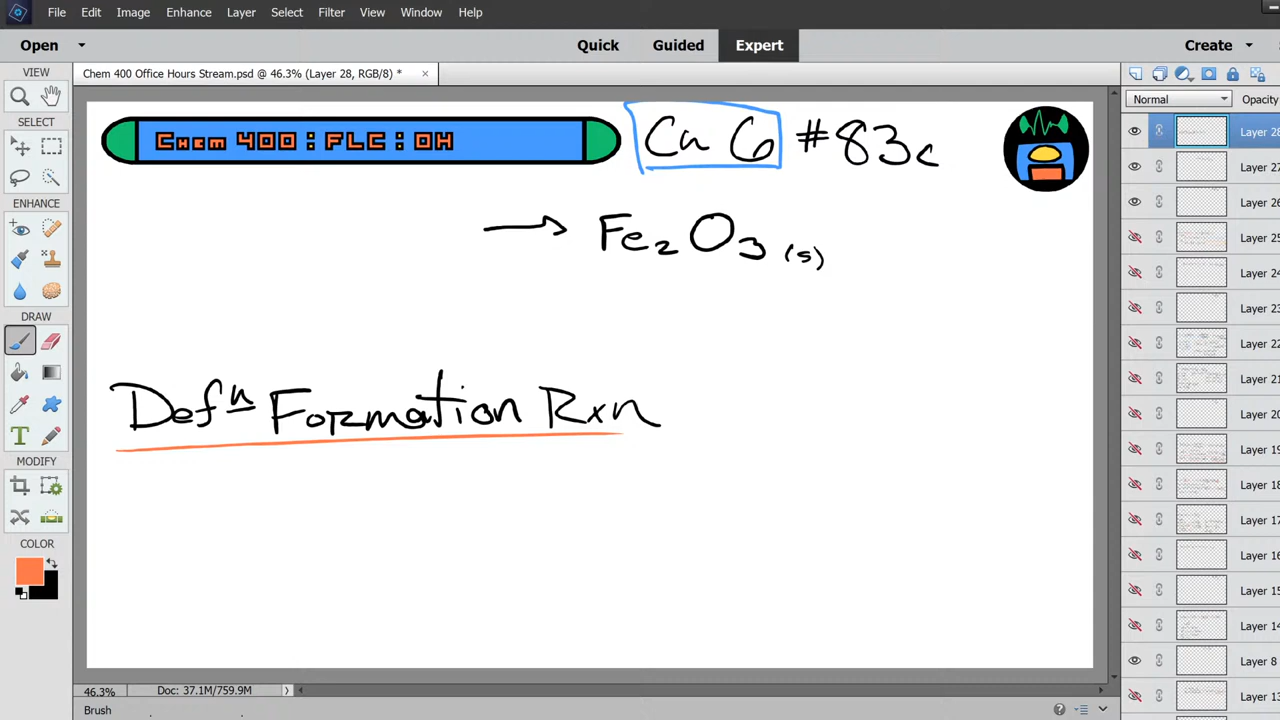 File Edit Image Enhance Layer Select Filter View Window Help
Open Quick Guided Expert Create
Chem 400 Office Hours Stream.psd @ 46.3% (Layer 28, RGB/8) * ×
VIEW
SELECT
ENHANCE
DRAW
MODIFY
COLOR
Chem 400:FLC:OH Ch 6 #83c
→ Fe₂O₃(s)
Defⁿ Formation Rxn
Normal Opacity
Layer 28
Layer 27
Layer 26
Layer 25
Layer 24
Layer 23
Layer 22
Layer 21
Layer 20
Layer 19
Layer 18
Layer 17
Layer 16
Layer 15
Layer 14
Layer 8
Layer 13
46.3% Doc: 37.1M/759.9M
Brush